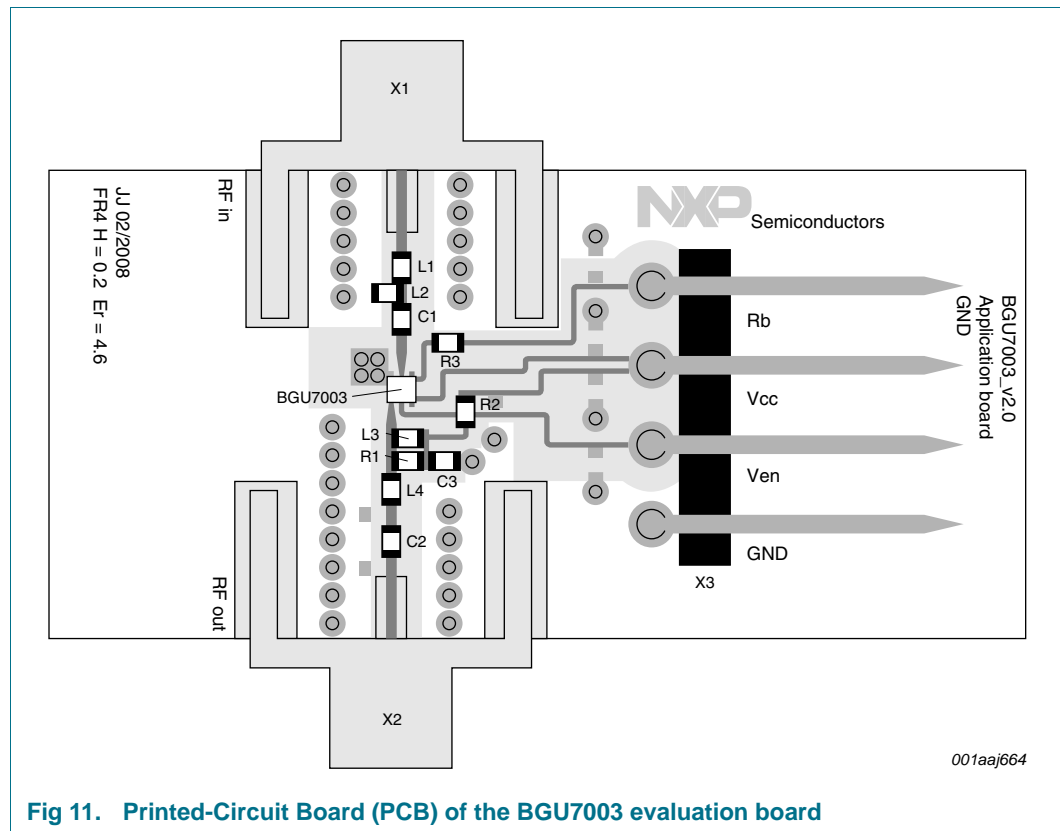 X1
RF in
JJ 02/2008
FR4 H = 0.2 Er = 4.6
NXP
Semiconductors
L1
L2
C1
R3
BGU7003
R2
L3
R1
C3
L4
C2
Rb
Vcc
Ven
GND
X3
BGU7003_v2.0
Application board
GND
RF out
X2
001aaj664
Fig 11. Printed-Circuit Board (PCB) of the BGU7003 evaluation board